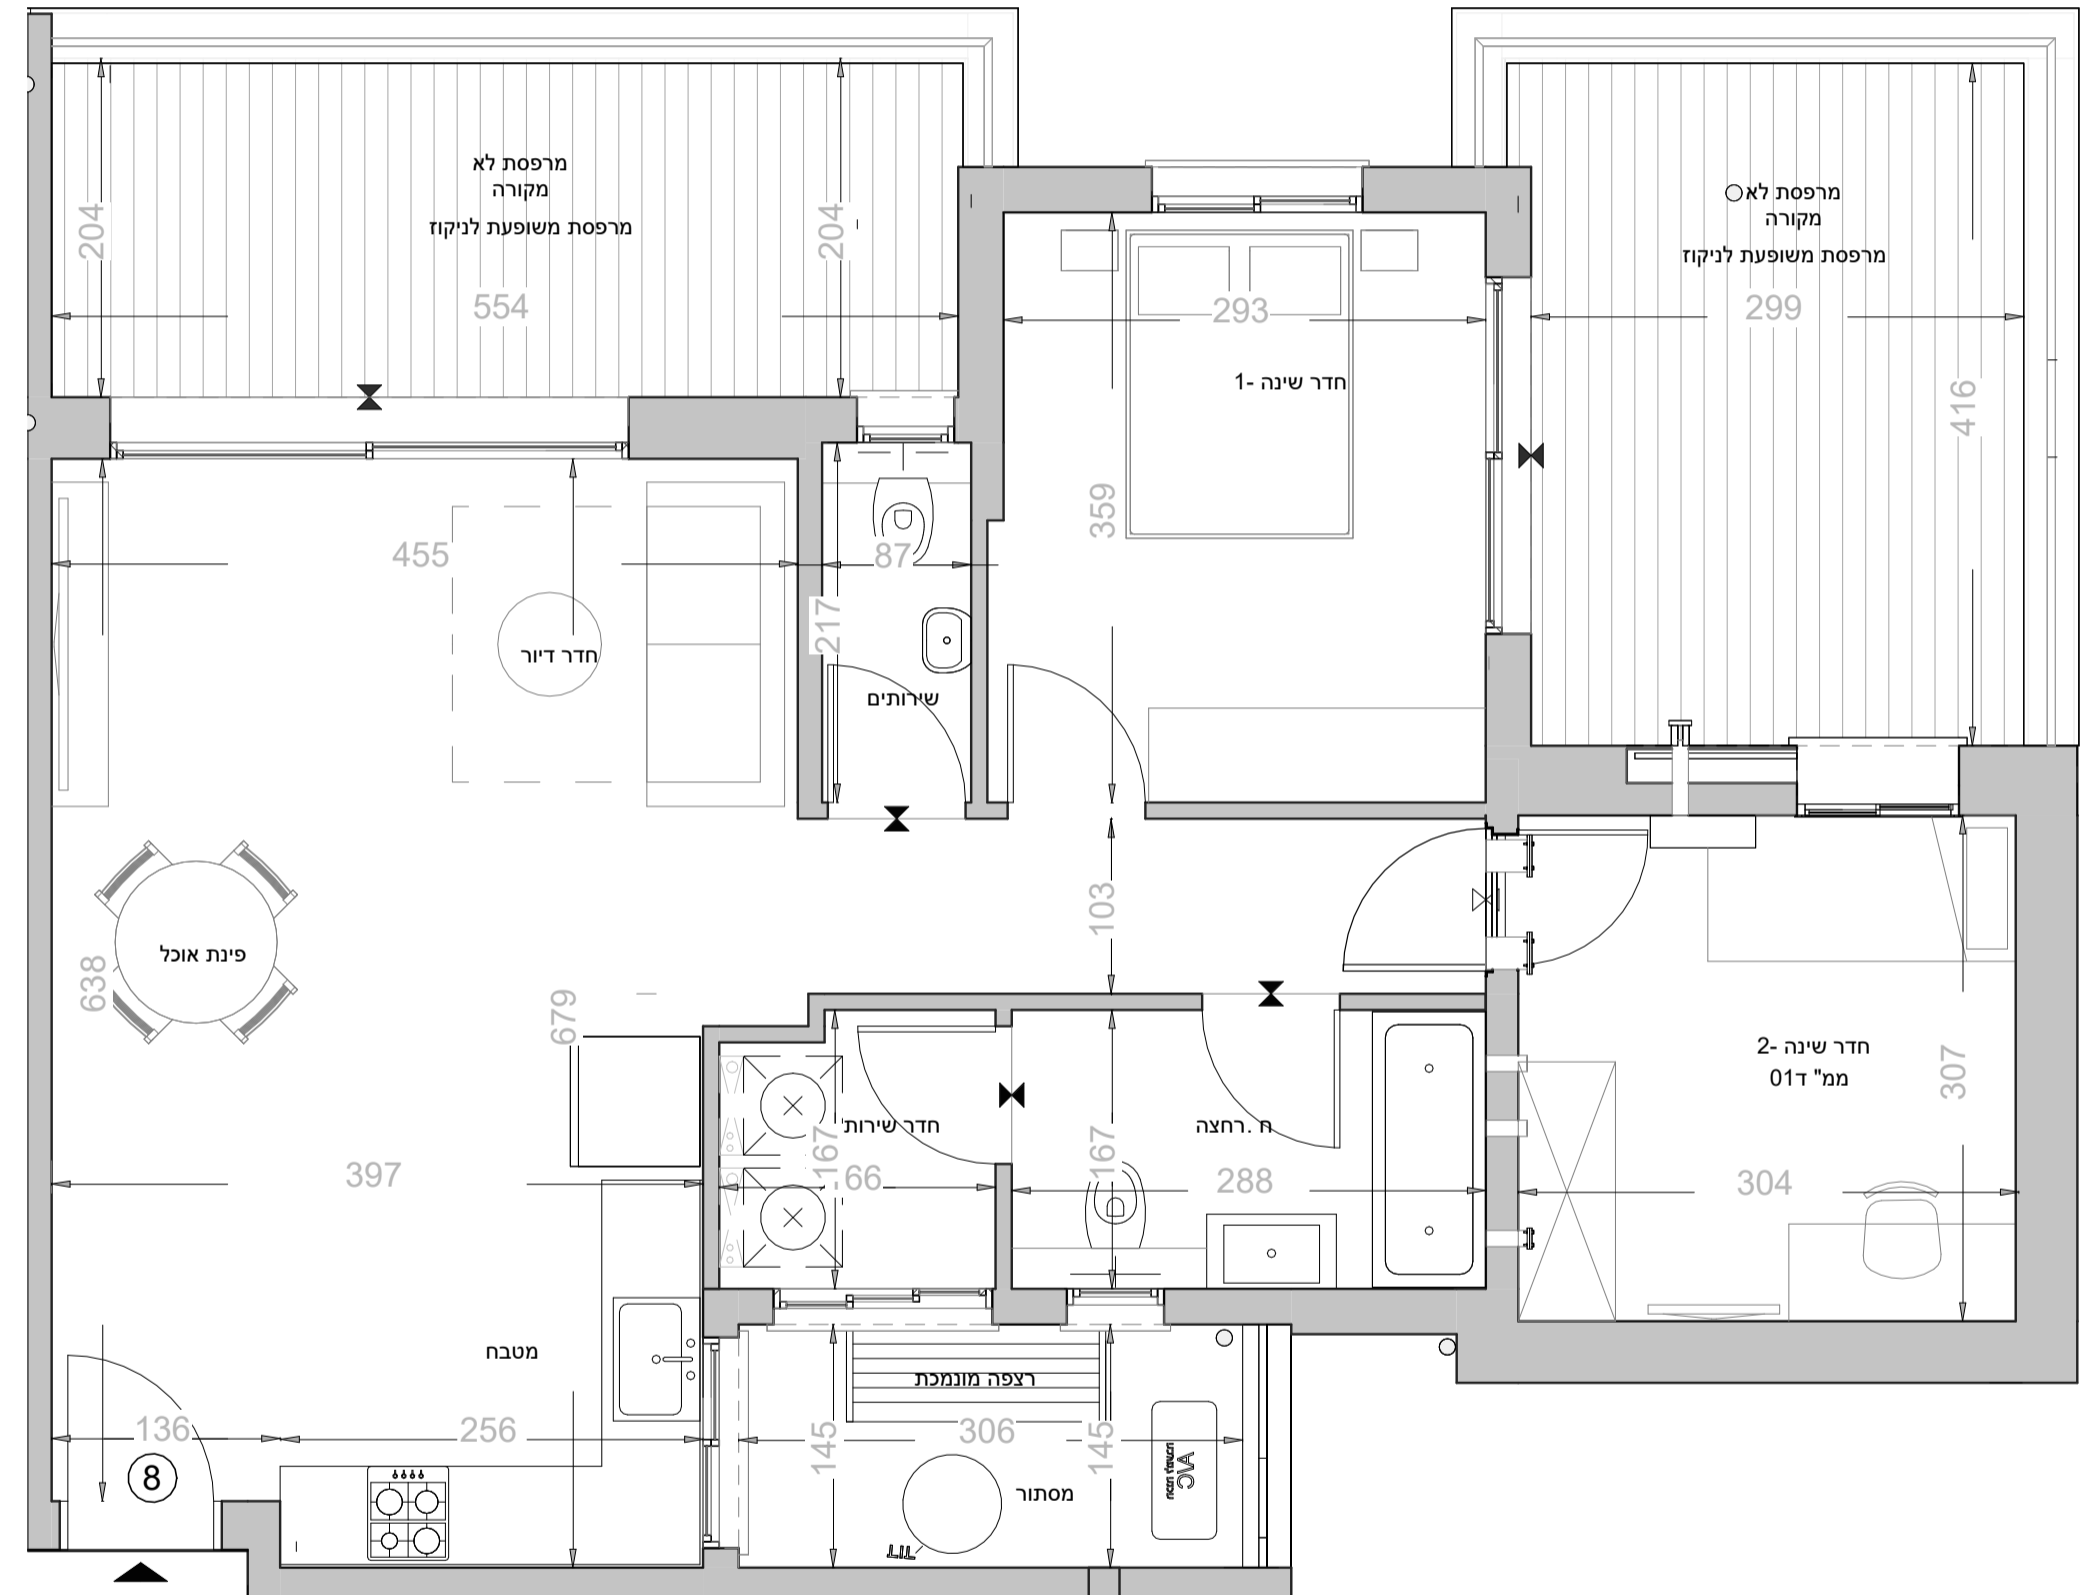 מרפסת לא
מקורה
מרפסת משופעת לניקוז
204
204
554
מרפסת לא
מקורה
מרפסת משופעת לניקוז
299
416
293
חדר שינה -1
359
455
87
217
חדר דיור
שירותים
103
פינת אוכל
638
679
חדר שינה -2
ממ" ד01
307
304
חדר שירות
167
166
ח .רחצה
167
288
397
מטבח
136
256
8
רצפה מונמכת
145
306
145
מסתור
A\C